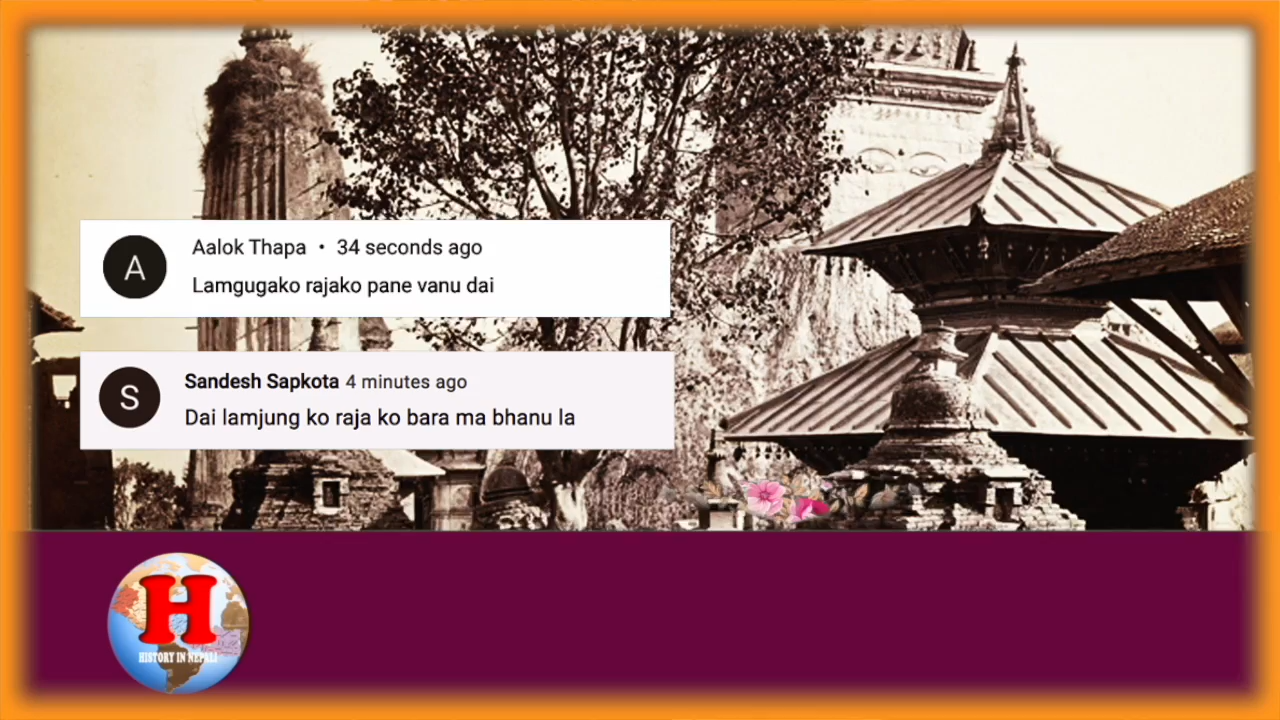 A
Aalok Thapa • 34 seconds ago
Lamgugako rajako pane vanu dai
S
Sandesh Sapkota 4 minutes ago
Dai lamjung ko raja ko bara ma bhanu la
H
HISTORY IN NEPALI